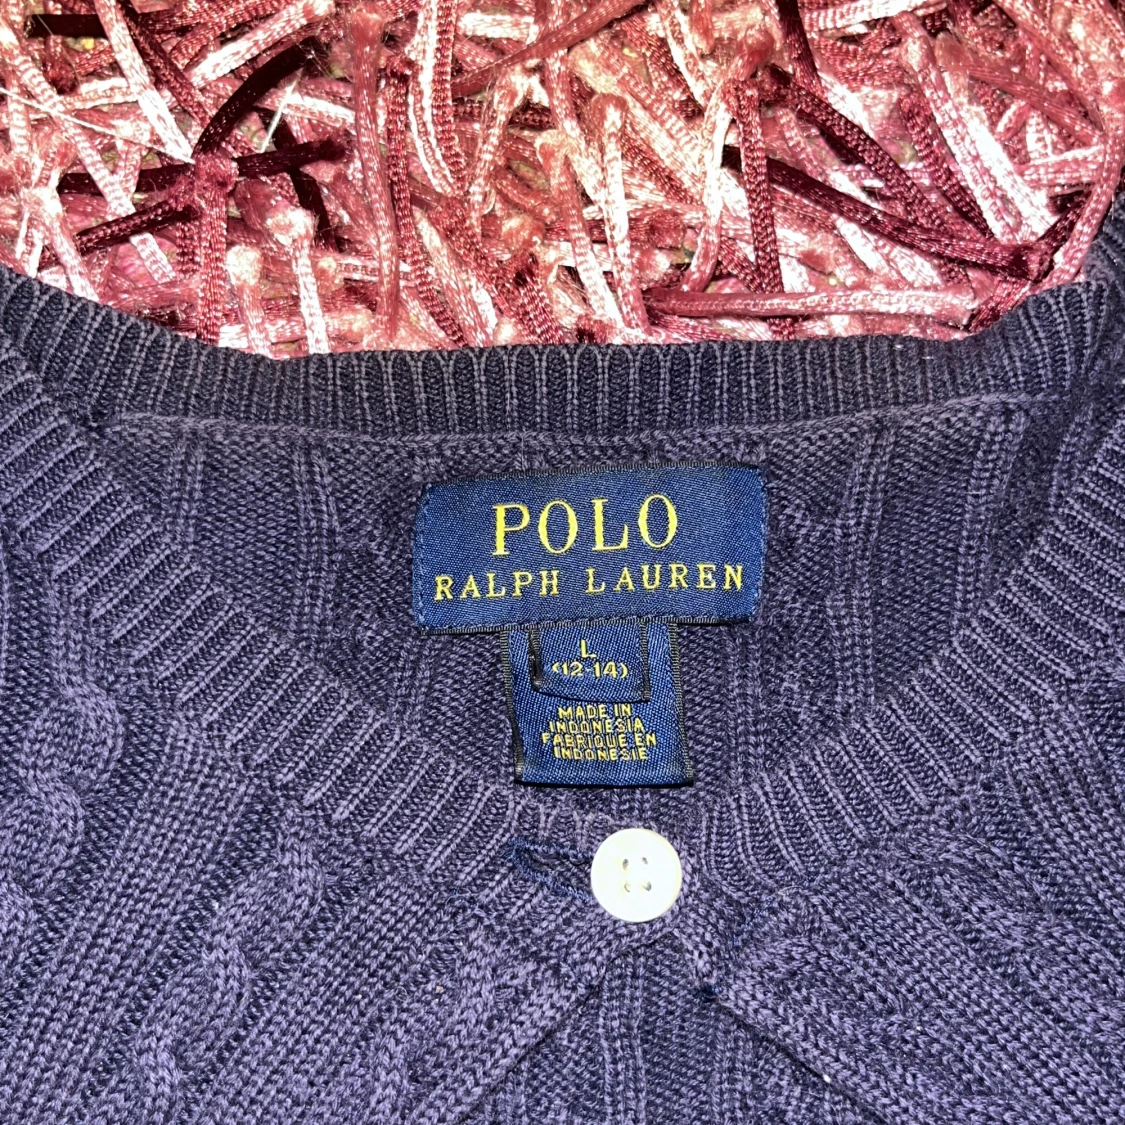 POLO
RALPH LAUREN
L
(12-14)
MADE IN
INDONESIA
FABRIQUE EN
INDONESIE